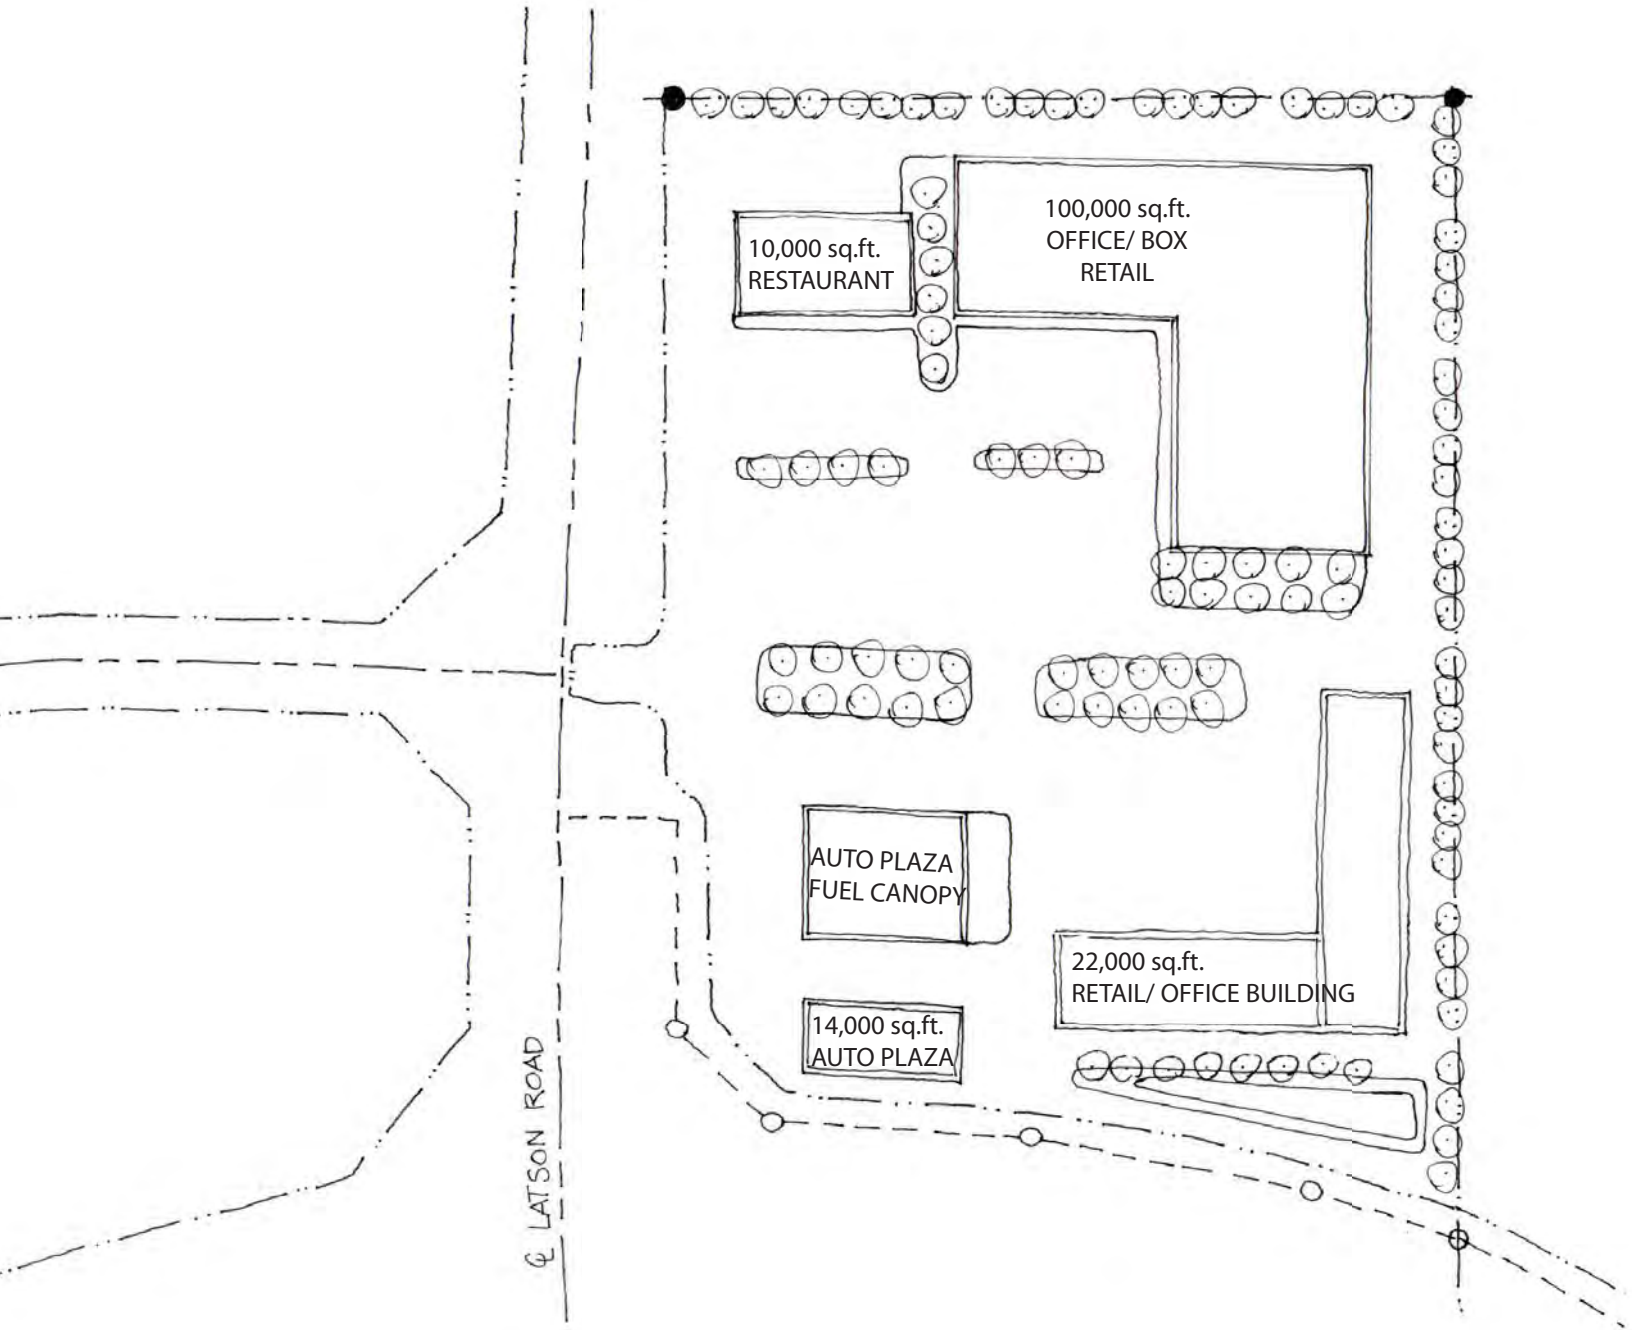 100,000 sq.ft.
OFFICE/ BOX
RETAIL
10,000 sq.ft.
RESTAURANT
AUTO PLAZA
FUEL CANOPY
22,000 sq.ft.
RETAIL/ OFFICE BUILDING
14,000 sq.ft.
AUTO PLAZA
℄ LATSON ROAD